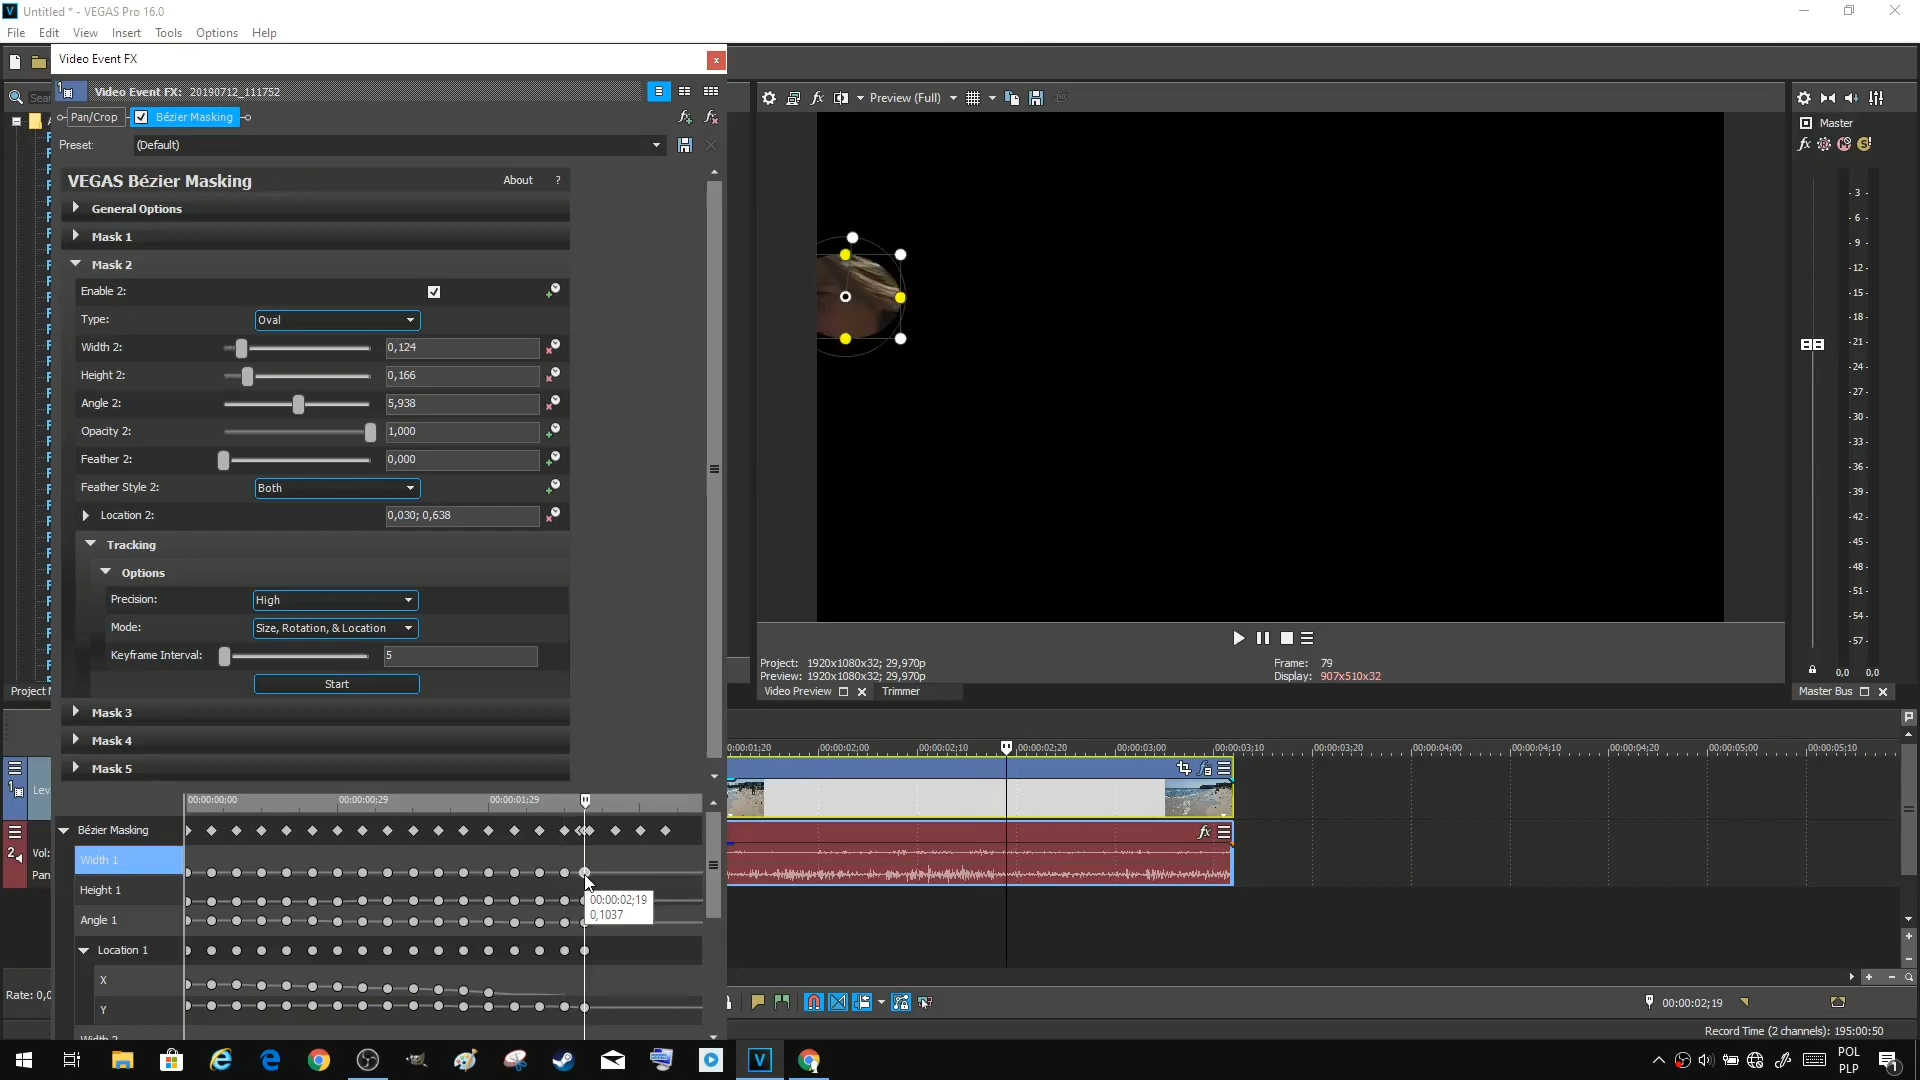 Untitled * - VEGAS Pro 16.0
File Edit View Insert Tools Options Help
Video Event FX
Video Event FX: 20190712_111752
Pan/Crop Bézier Masking
Preset: (Default)
VEGAS Bézier Masking About ?
General Options
Mask 1
Mask 2
Enable 2:
Type: Oval
Width 2: 0,124
Height 2: 0,166
Angle 2: 5,938
Opacity 2: 1,000
Feather 2: 0,000
Feather Style 2: Both
Location 2: 0,030; 0,638
Tracking
Options
Precision: High
Mode: Size, Rotation, & Location
Keyframe Interval: 5
Start
Mask 3
Mask 4
Mask 5
00:00:00;00 00:00:00;29 00:00:01;29
Bézier Masking
Width 1
Height 1
Angle 1
Location 1
X
Y
00:00:02;19
0,1037
Preview (Full)
Project: 1920x1080x32; 29,970p
Preview: 1920x1080x32; 29,970p
Frame: 79
Display: 907x510x32
Video Preview Trimmer
Master
fx
- 3 -
- 6 -
- 9 -
-12-
-15-
-18-
-21-
-24-
-27-
-30-
-33-
-36-
-39-
-42-
-45-
-48-
-51-
-54-
-57-
0,0 0,0
Master Bus
0:00:01;20 00:00:02;00 00:00:02;10 00:00:02;20 00:00:03;00 00:00:03;10 00:00:03;20 00:00:04;00 00:00:04;10 00:00:04;20 00:00:05;00 00:00:05;10
1
2
Vol:
Pan
fx
00:00:02;19
Record Time (2 channels): 195:00:50
POL
PLP
1